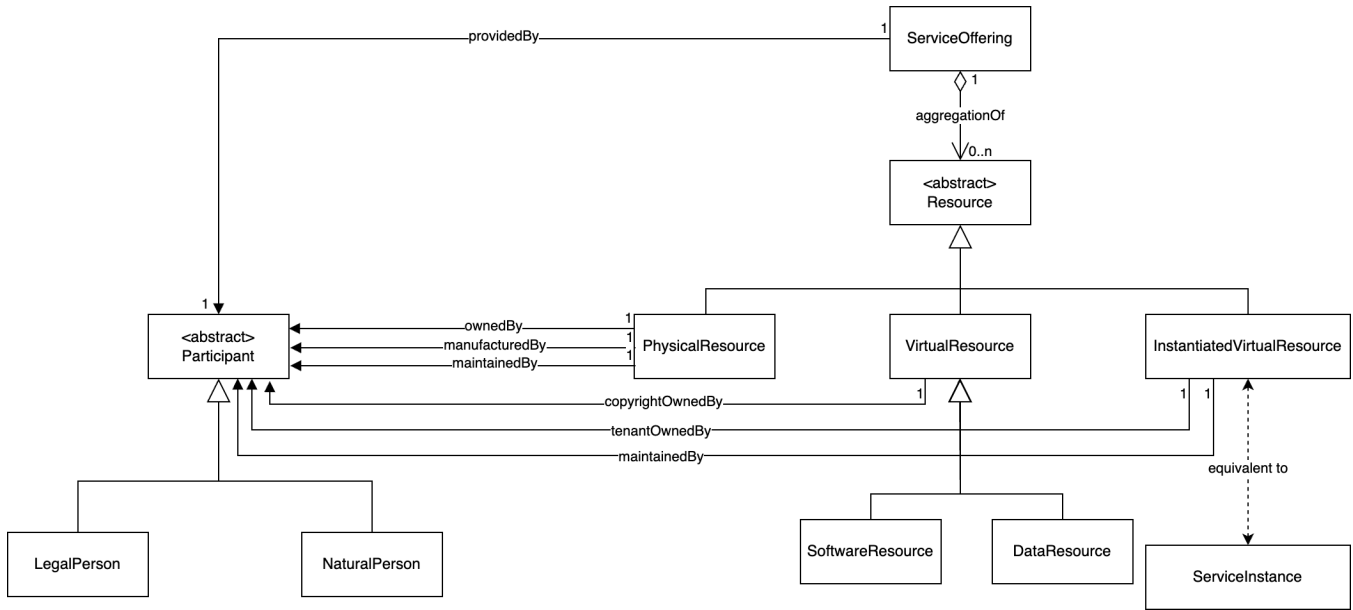 ServiceOffering
1
providedBy
1
aggregationOf
0..n
<abstract>
Resource
1
<abstract>
Participant
ownedBy
1
manufacturedBy
1
maintainedBy
1
PhysicalResource
VirtualResource
InstantiatedVirtualResource
copyrightOwnedBy
1
tenantOwnedBy
1
maintainedBy
1
equivalent to
LegalPerson
NaturalPerson
SoftwareResource
DataResource
ServiceInstance